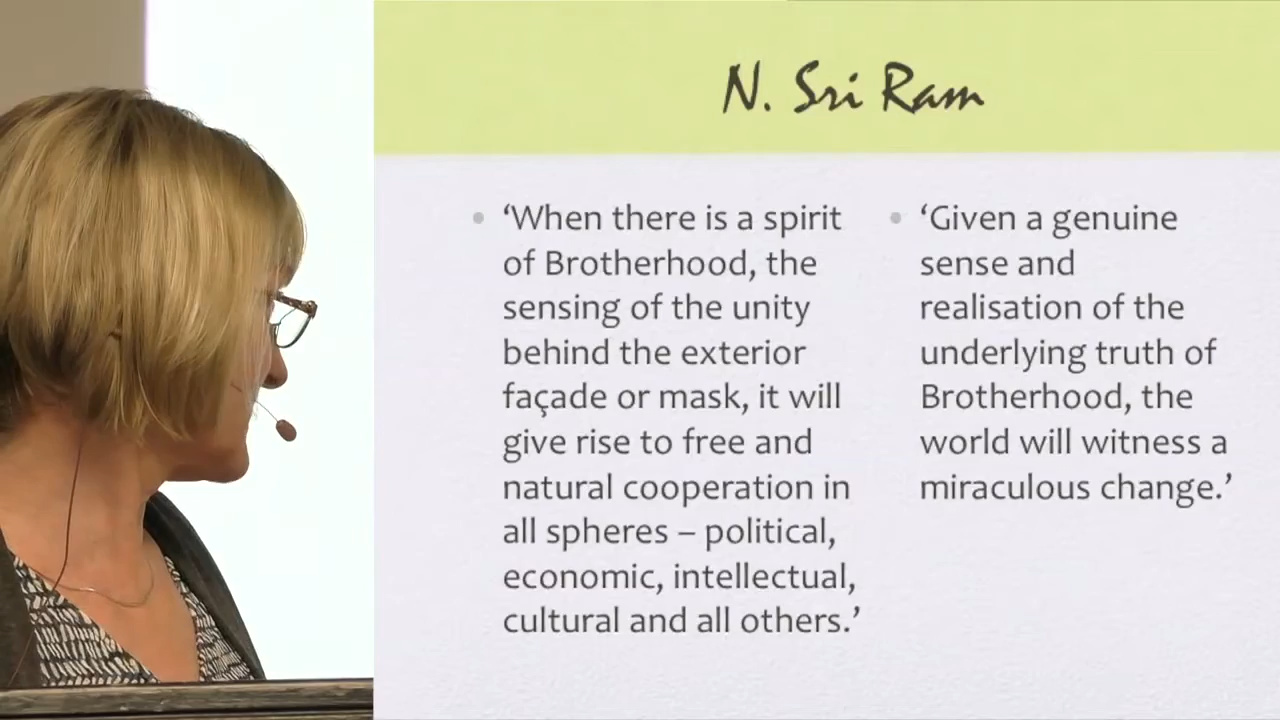 N. Sri Ram
‘When there is a spirit
of Brotherhood, the
sensing of the unity
behind the exterior
façade or mask, it will
give rise to free and
natural cooperation in
all spheres – political,
economic, intellectual,
cultural and all others.’
‘Given a genuine
sense and
realisation of the
underlying truth of
Brotherhood, the
world will witness a
miraculous change.’